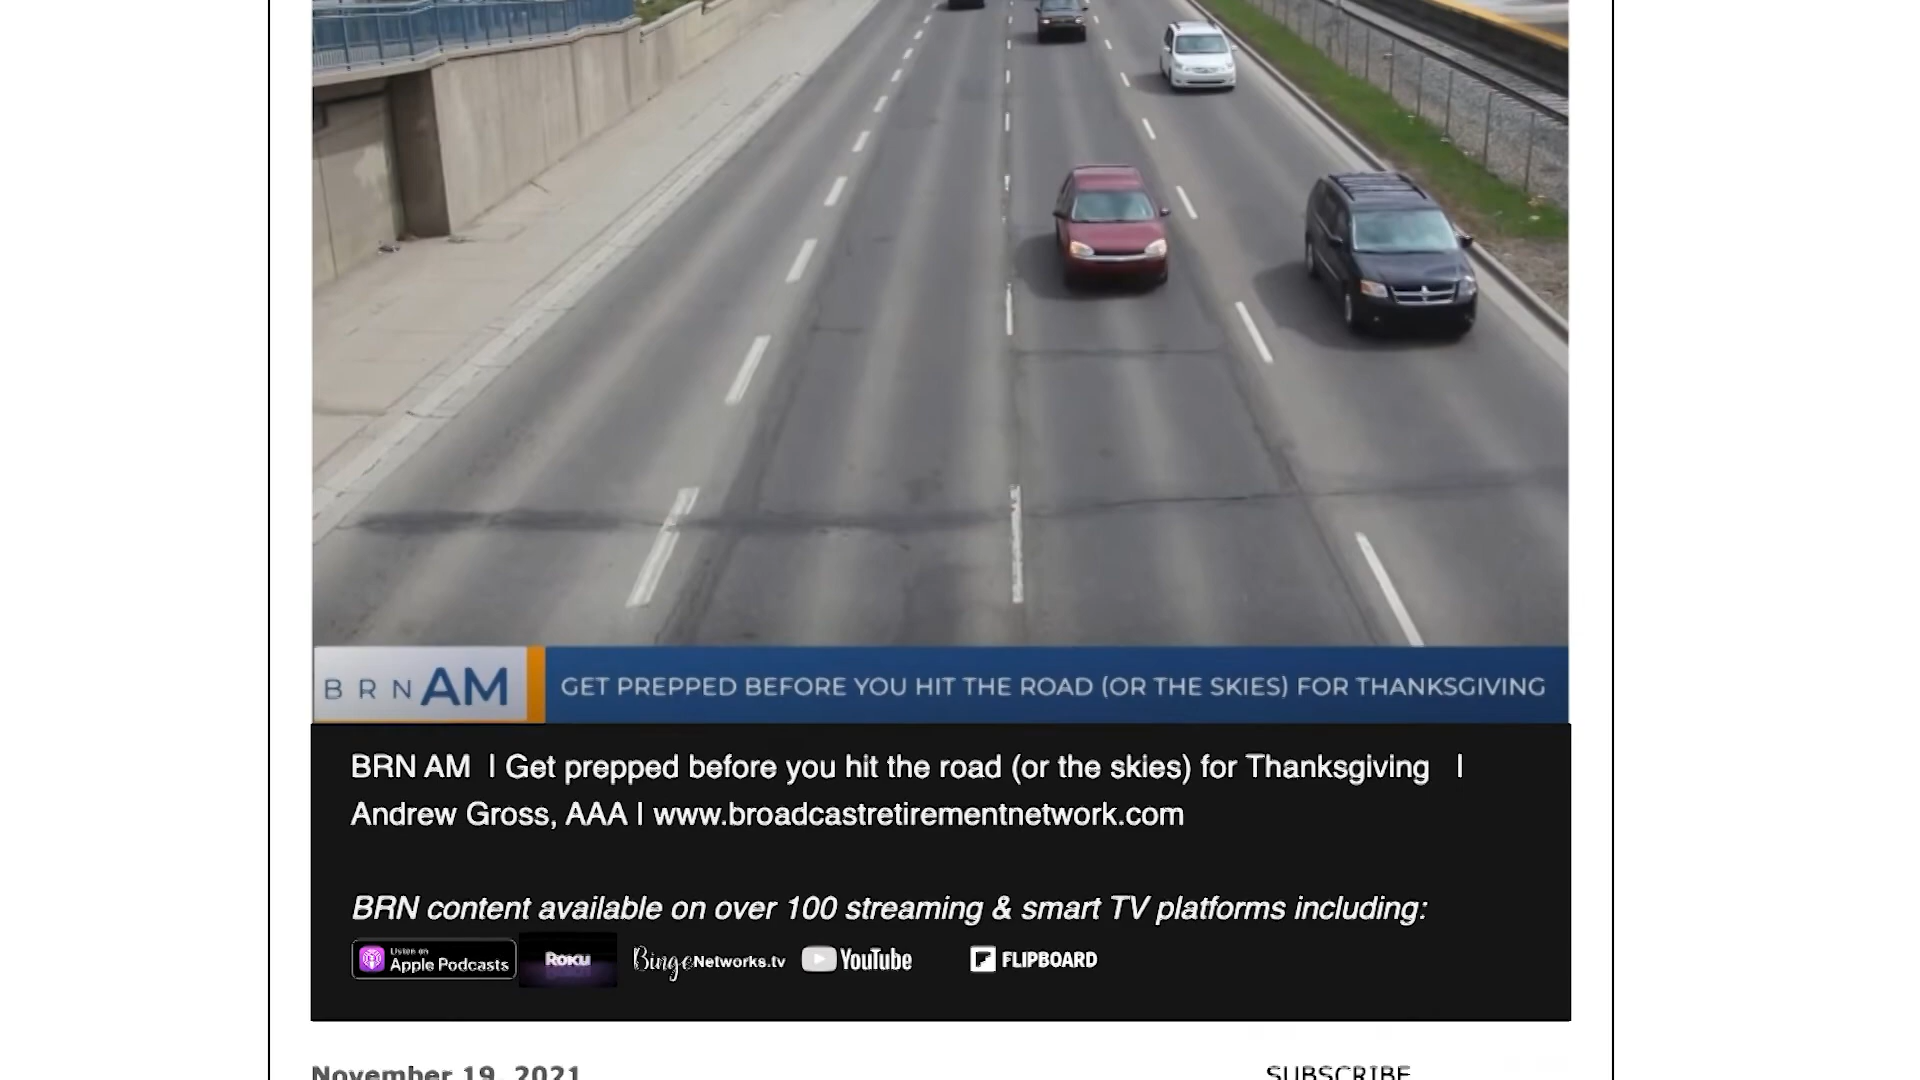 BRN AM GET PREPPED BEFORE YOU HIT THE ROAD (OR THE SKIES) FOR THANKSGIVING
BRN AM | Get prepped before you hit the road (or the skies) for Thanksgiving |
Andrew Gross, AAA | www.broadcastretirementnetwork.com
BRN content available on over 100 streaming & smart TV platforms including:
Listen on
Apple Podcasts ROKU BingeNetworks.tv YouTube FLIPBOARD
November 19, 2021 SUBSCRIBE